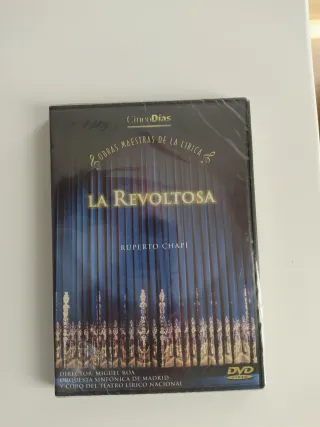 CincoDías
OBRAS MAESTRAS DE LA LÍRICA
LA REVOLTOSA
RUPERTO CHAPÍ
DIRECTOR: MIGUEL ROA
ORQUESTA SINFÓNICA DE MADRID
Y CORO DEL TEATRO LÍRICO NACIONAL
DVD